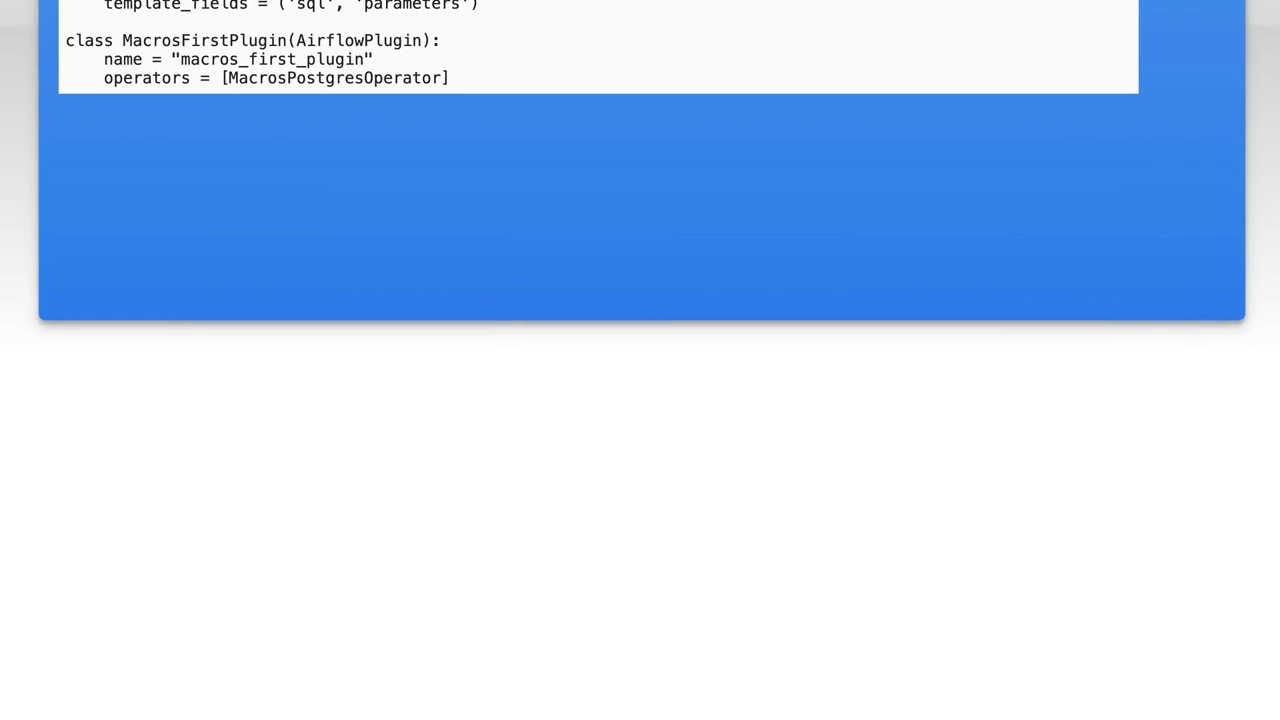 template_fields = ('sql', 'parameters')
class MacrosFirstPlugin(AirflowPlugin):
    name = "macros_first_plugin"
    operators = [MacrosPostgresOperator]